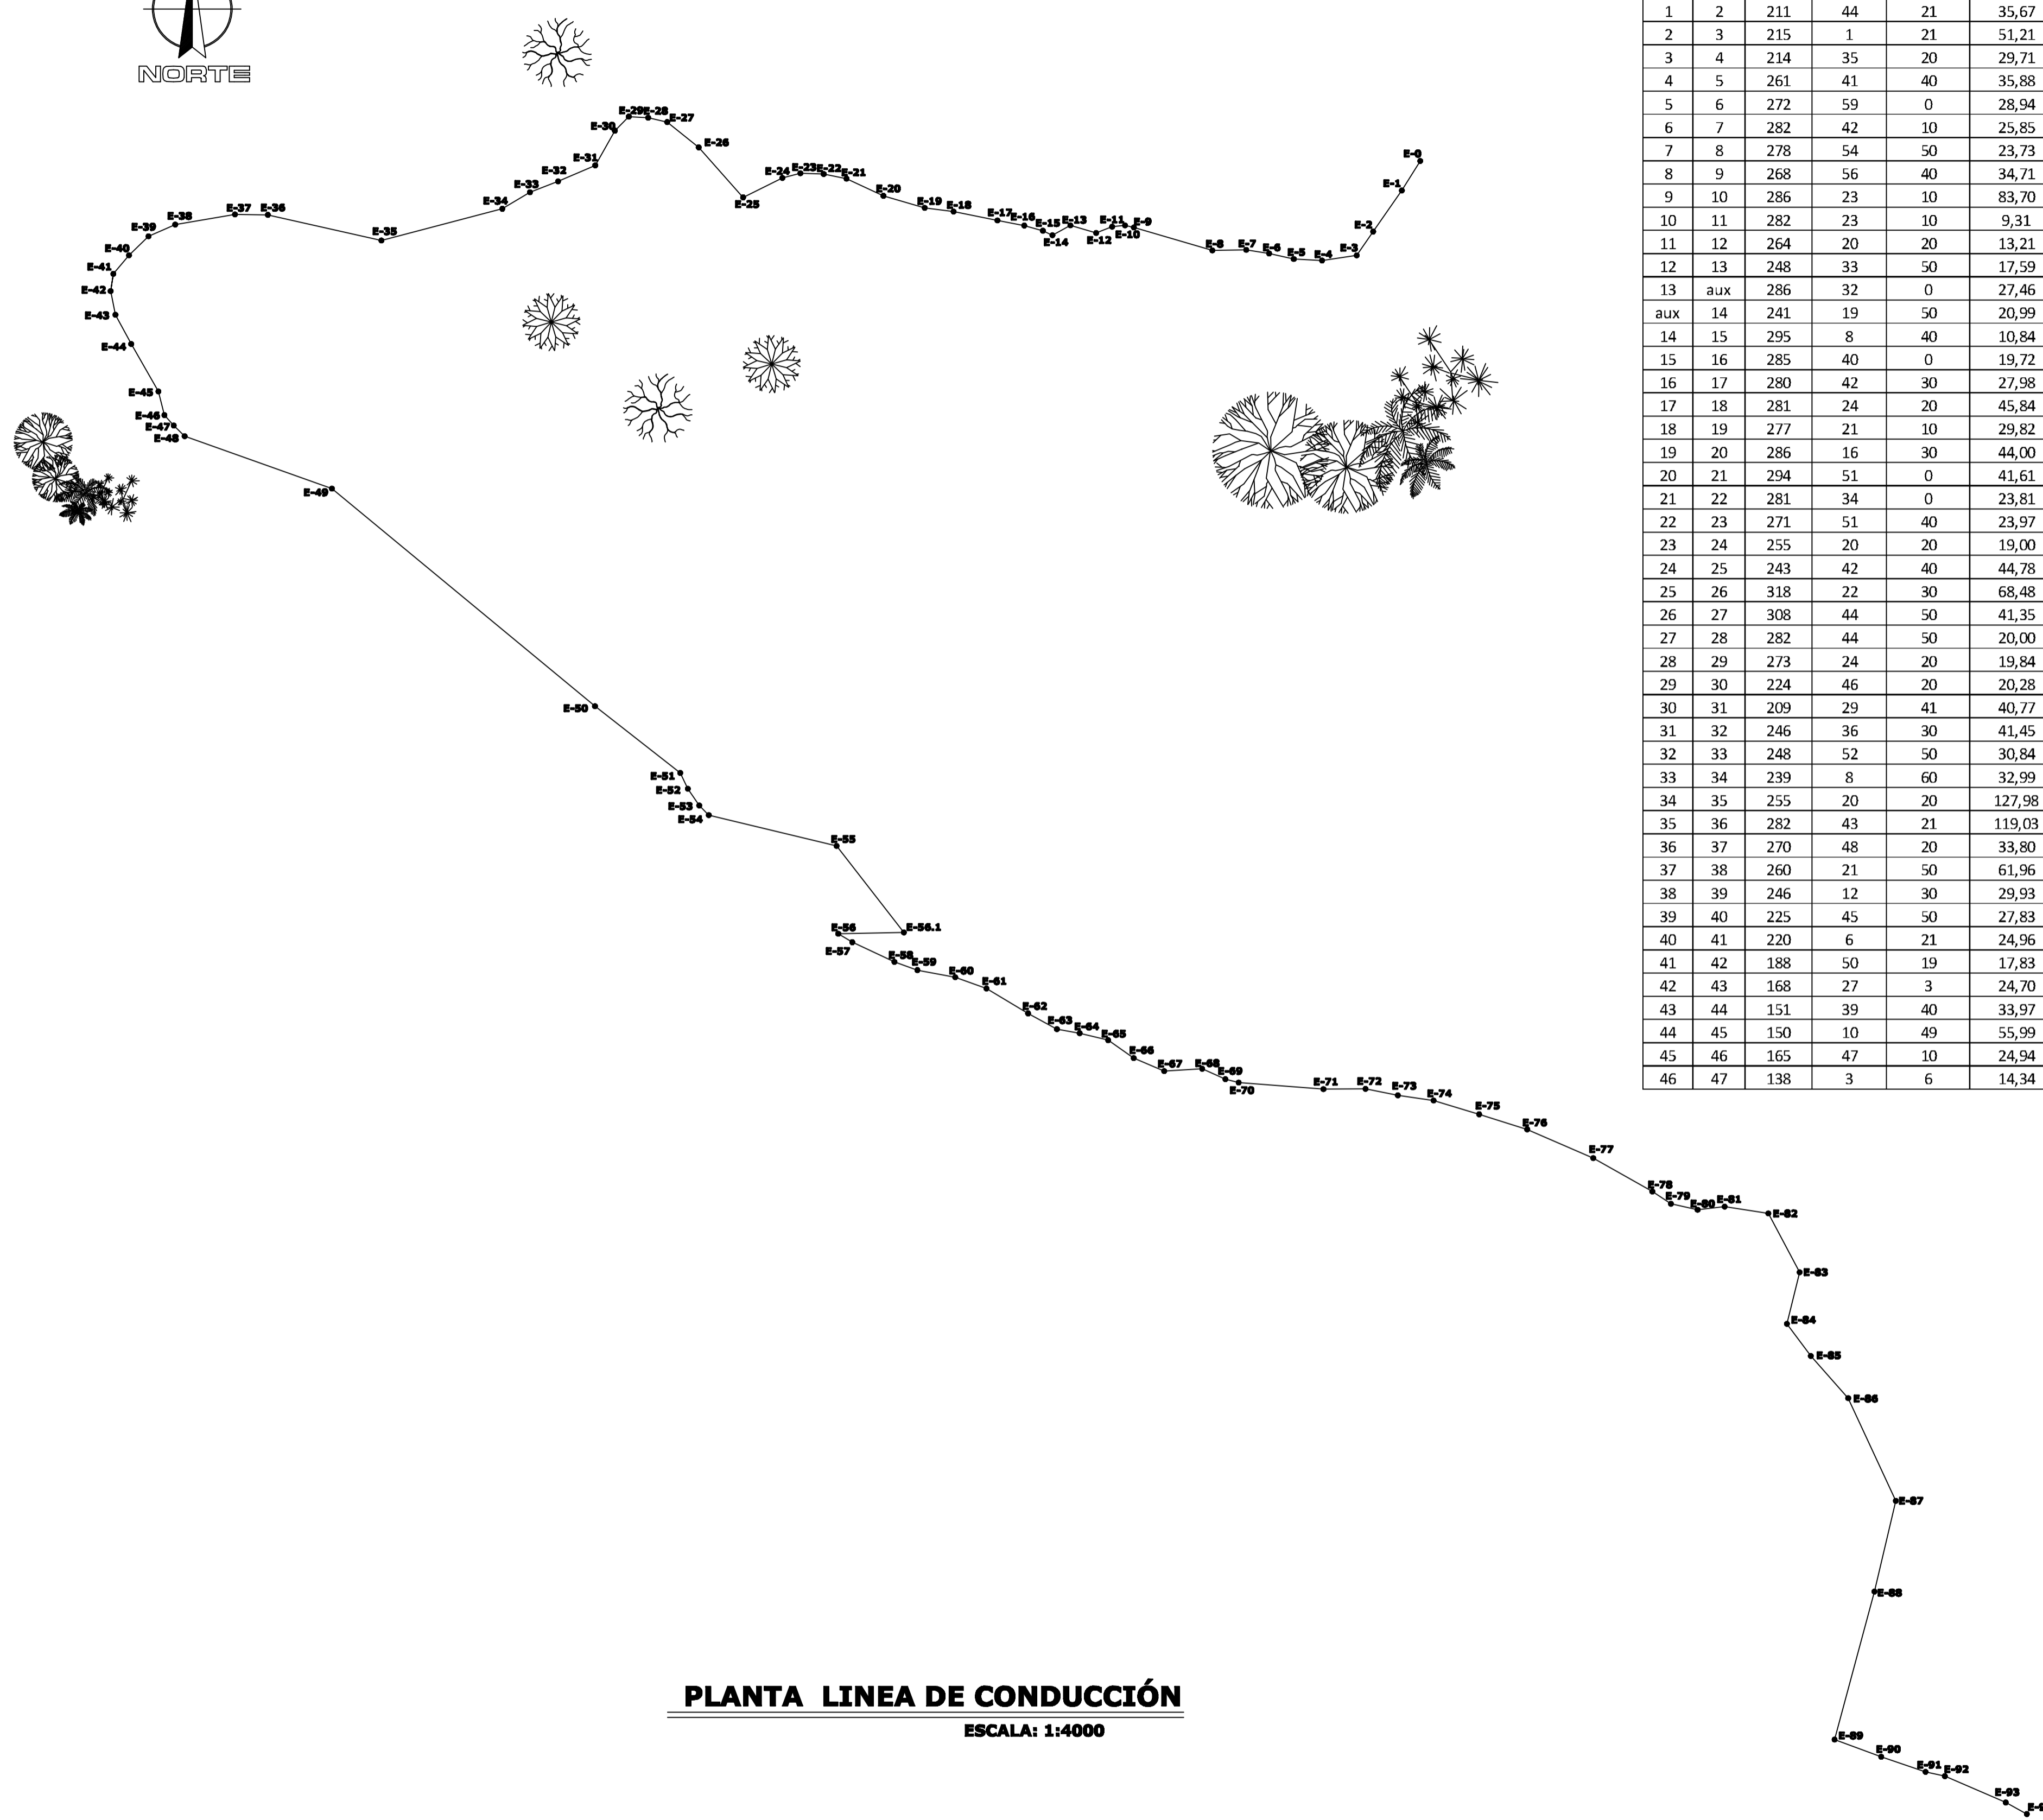 NORTE
E-29 E-28
E-30 E-27
E-26
E-31
E-32
E-33
E-34
E-35
E-37 E-36
E-38
E-39
E-40
E-41
E-42
E-43
E-44
E-45
E-46
E-47
E-48
E-49
E-50
E-51
E-52
E-53
E-54
E-55
E-56 E-56.1
E-57
E-58
E-59
E-60
E-61
E-62
E-63
E-64
E-65
E-66
E-67 E-68
E-69
E-70
E-71 E-72
E-73
E-74
E-75
E-76
E-77
E-78
E-79
E-80 E-81
E-82
E-83
E-84
E-85
E-86
E-87
E-88
E-89
E-90
E-91 E-92
E-93
E-25
E-24 E-23 E-22 E-21
E-20
E-19 E-18
E-17 E-16
E-15 E-13
E-14
E-12
E-11 E-9
E-10
E-8 E-7 E-6
E-5 E-4 E-3
E-2
E-1
E-0
1 2 211 44 21 35,67
2 3 215 1 21 51,21
3 4 214 35 20 29,71
4 5 261 41 40 35,88
5 6 272 59 0 28,94
6 7 282 42 10 25,85
7 8 278 54 50 23,73
8 9 268 56 40 34,71
9 10 286 23 10 83,70
10 11 282 23 10 9,31
11 12 264 20 20 13,21
12 13 248 33 50 17,59
13 aux 286 32 0 27,46
aux 14 241 19 50 20,99
14 15 295 8 40 10,84
15 16 285 40 0 19,72
16 17 280 42 30 27,98
17 18 281 24 20 45,84
18 19 277 21 10 29,82
19 20 286 16 30 44,00
20 21 294 51 0 41,61
21 22 281 34 0 23,81
22 23 271 51 40 23,97
23 24 255 20 20 19,00
24 25 243 42 40 44,78
25 26 318 22 30 68,48
26 27 308 44 50 41,35
27 28 282 44 50 20,00
28 29 273 24 20 19,84
29 30 224 46 20 20,28
30 31 209 29 41 40,77
31 32 246 36 30 41,45
32 33 248 52 50 30,84
33 34 239 8 60 32,99
34 35 255 20 20 127,98
35 36 282 43 21 119,03
36 37 270 48 20 33,80
37 38 260 21 50 61,96
38 39 246 12 30 29,93
39 40 225 45 50 27,83
40 41 220 6 21 24,96
41 42 188 50 19 17,83
42 43 168 27 3 24,70
43 44 151 39 40 33,97
44 45 150 10 49 55,99
45 46 165 47 10 24,94
46 47 138 3 6 14,34
PLANTA LINEA DE CONDUCCIÓN
ESCALA: 1:4000